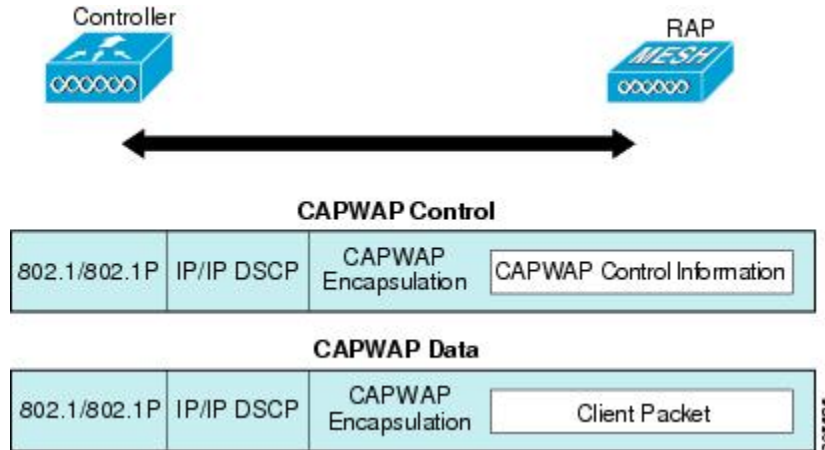 Controller
RAP
MESH
CAPWAP Control
802.1/802.1P IP/IP DSCP CAPWAP Encapsulation CAPWAP Control Information
CAPWAP Data
802.1/802.1P IP/IP DSCP CAPWAP Encapsulation Client Packet